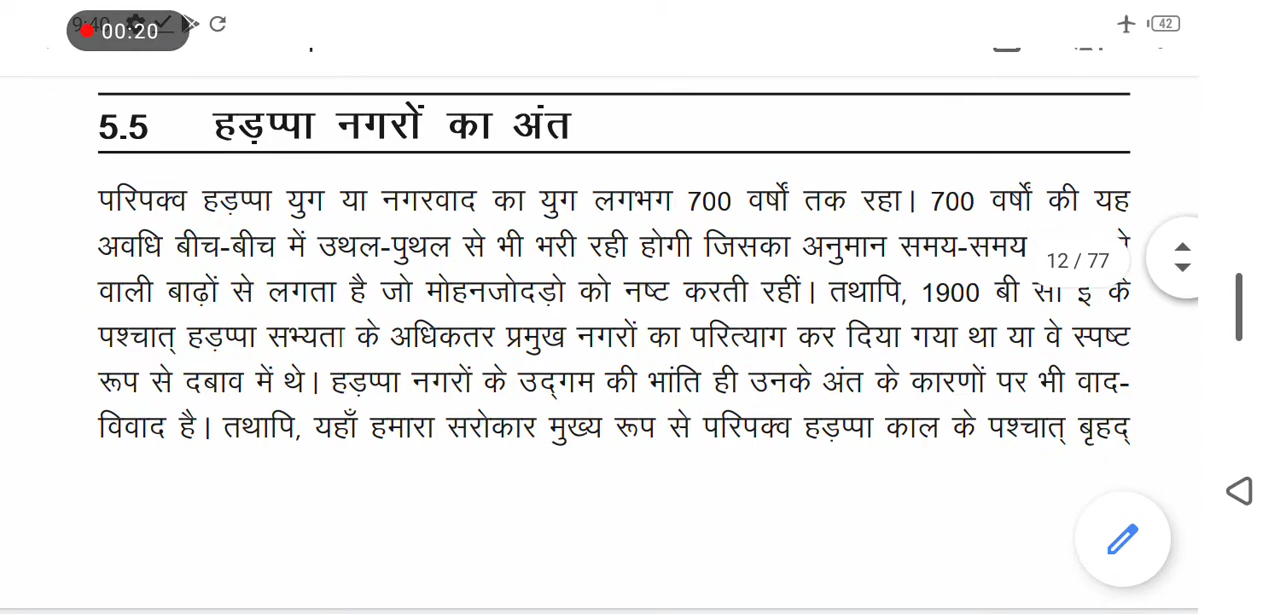 9:40
00:20
42
5.5 हड़प्पा नगरों का अंत
परिपक्व हड़प्पा युग या नगरवाद का युग लगभग 700 वर्षों तक रहा। 700 वर्षों की यह
अवधि बीच-बीच में उथल-पुथल से भी भरी रही होगी जिसका अनुमान समय-समय
12 / 77
वाली बाढ़ों से लगता है जो मोहनजोदड़ो को नष्ट करती रहीं। तथापि, 1900 बी सी ई के
पश्चात् हड़प्पा सभ्यता के अधिकतर प्रमुख नगरों का परित्याग कर दिया गया था या वे स्पष्ट
रूप से दबाव में थे। हड़प्पा नगरों के उद्गम की भांति ही उनके अंत के कारणों पर भी वाद-
विवाद है। तथापि, यहाँ हमारा सरोकार मुख्य रूप से परिपक्व हड़प्पा काल के पश्चात् बृहद्